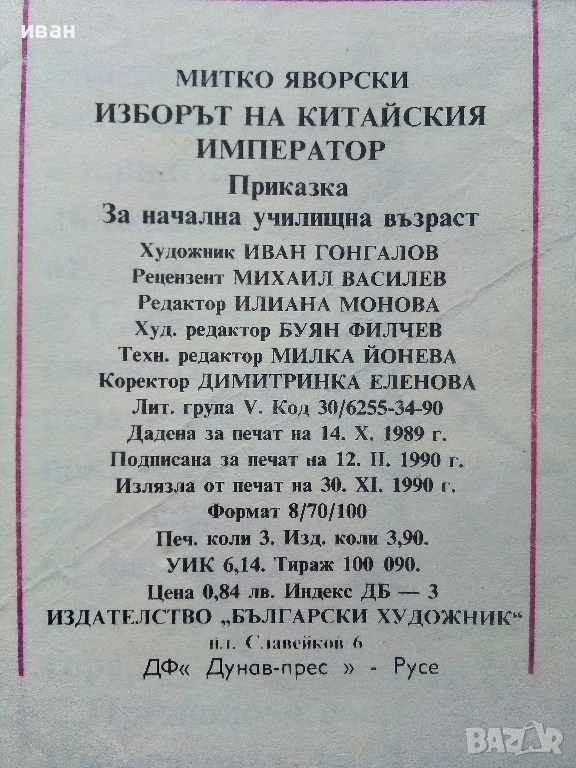 иван
МИТКО ЯВОРСКИ
ИЗБОРЪТ НА КИТАЙСКИЯ
ИМПЕРАТОР
Приказка
За начална училищна възраст
Художник ИВАН ГОНГАЛОВ
Рецензент МИХАИЛ ВАСИЛЕВ
Редактор ИЛИАНА МОНОВА
Худ. редактор БУЯН ФИЛЧЕВ
Техн. редактор МИЛКА ЙОНЕВА
Коректор ДИМИТРИНКА ЕЛЕНОВА
Лит. група V. Код 30/6255-34-90
Дадена за печат на 14. X. 1989 г.
Подписана за печат на 12. II. 1990 г.
Излязла от печат на 30. XI. 1990 г.
Формат 8/70/100
Печ. коли 3. Изд. коли 3,90.
УИК 6,14. Тираж 100 090.
Цена 0,84 лв. Индекс ДБ — 3
ИЗДАТЕЛСТВО „БЪЛГАРСКИ ХУДОЖНИК“
пл. Славейков 6
ДФ« Дунав-прес » - Русе
BAZAR